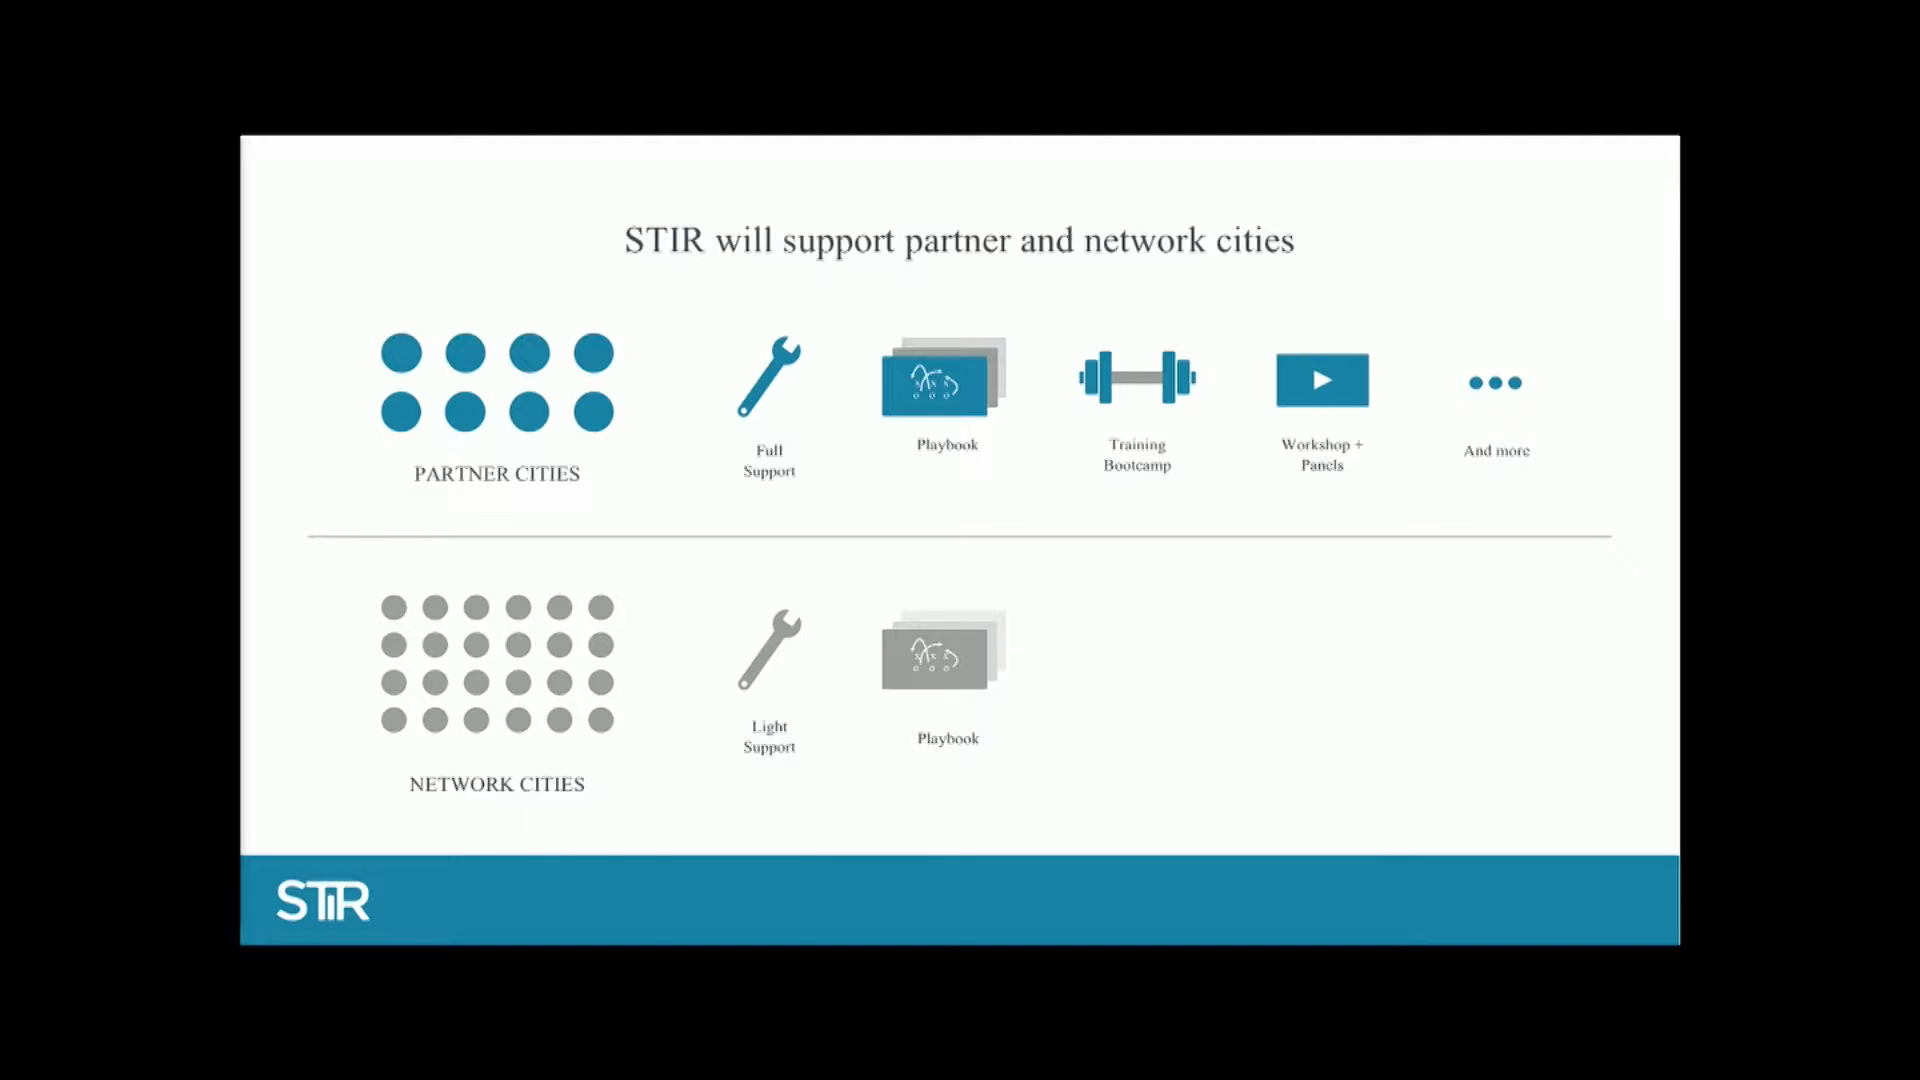 STIR will support partner and network cities
PARTNER CITIES
Full
Support
Playbook
Training
Bootcamp
Workshop +
Panels
And more
NETWORK CITIES
Light
Support
Playbook
STIR